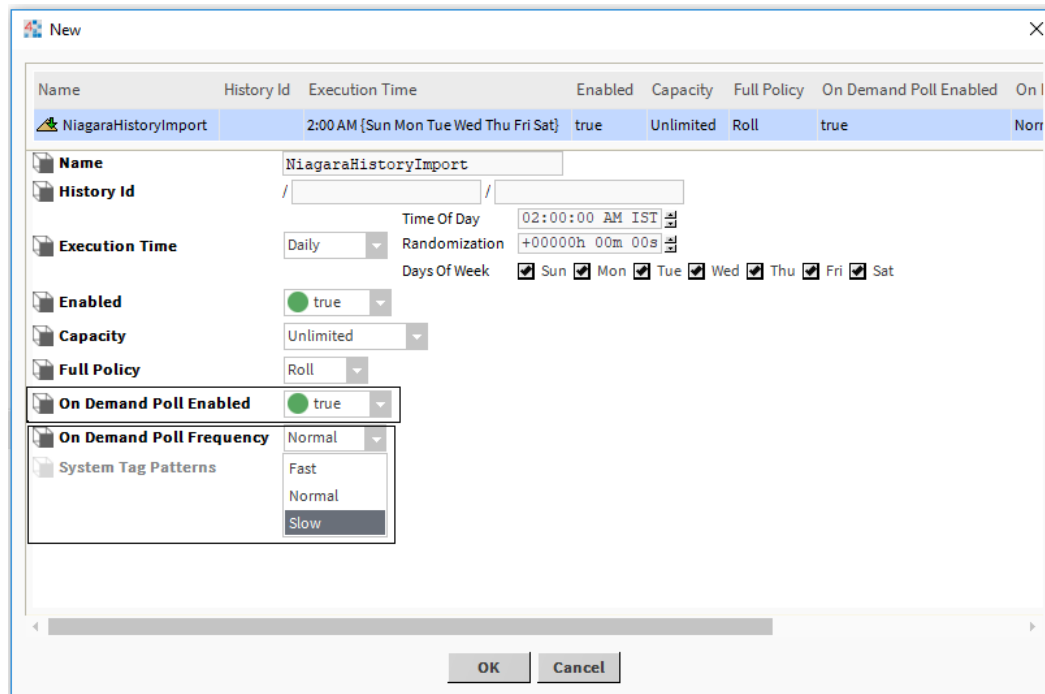 New
Name History Id Execution Time Enabled Capacity Full Policy On Demand Poll Enabled On
NiagaraHistoryImport 2:00 AM {Sun Mon Tue Wed Thu Fri Sat} true Unlimited Roll true Norr
Name NiagaraHistoryImport
History Id / /
Time Of Day 02:00:00 AM IST
Execution Time Daily Randomization +00000h 00m 00s
Days Of Week Sun Mon Tue Wed Thu Fri Sat
Enabled true
Capacity Unlimited
Full Policy Roll
On Demand Poll Enabled true
On Demand Poll Frequency Normal
System Tag Patterns Fast
Normal
Slow
OK Cancel